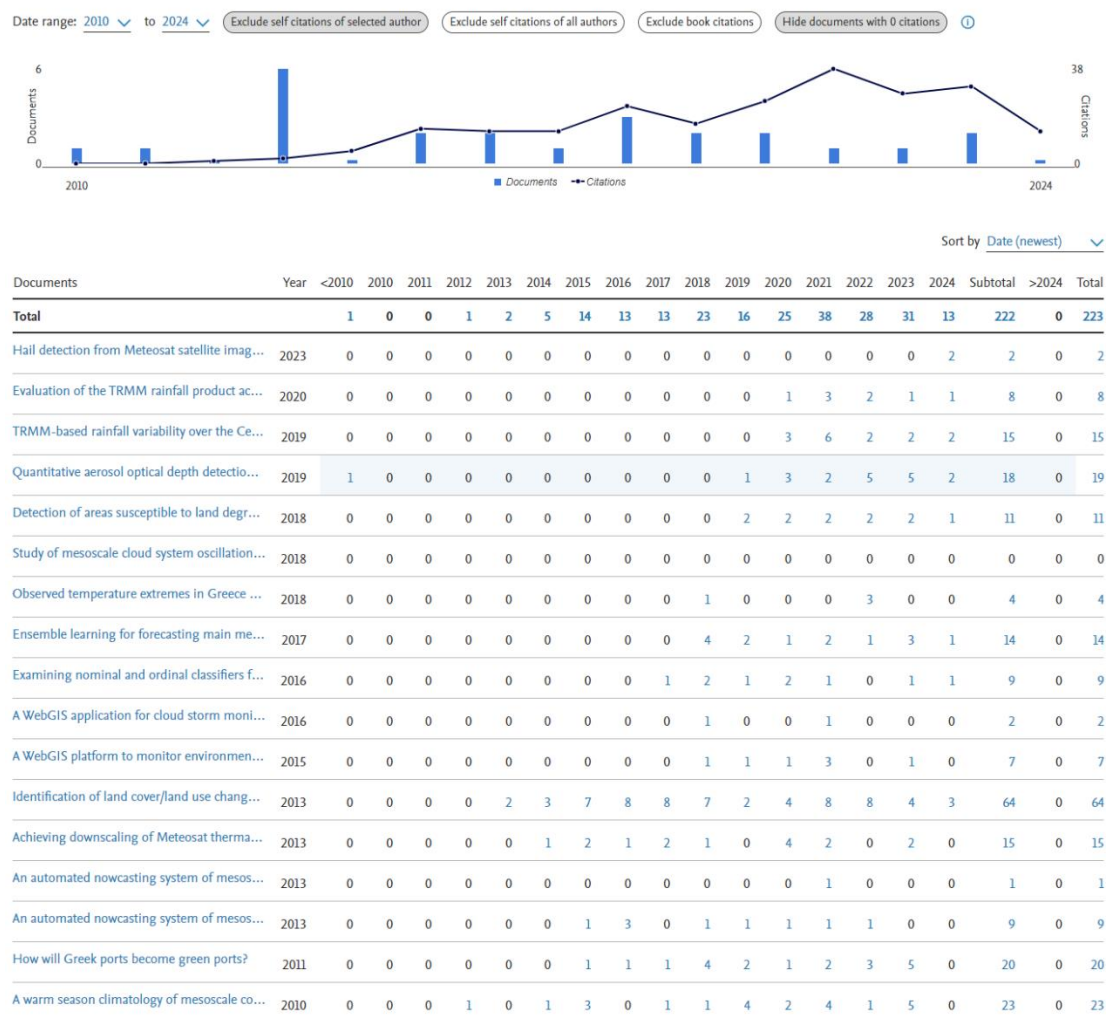 Date range: 2010 to 2024 Exclude self citations of selected author Exclude self citations of all authors Exclude book citations Hide documents with 0 citations
6 38
Documents Citations
0 0
2010 2024
Documents Citations
Sort by Date (newest)
Documents Year <2010 2010 2011 2012 2013 2014 2015 2016 2017 2018 2019 2020 2021 2022 2023 2024 Subtotal >2024 Total
Total 1 0 0 1 2 5 14 13 13 23 16 25 38 28 31 13 222 0 223
Hail detection from Meteosat satellite imag... 2023 0 0 0 0 0 0 0 0 0 0 0 0 0 0 0 2 2 0 2
Evaluation of the TRMM rainfall product ac... 2020 0 0 0 0 0 0 0 0 0 0 0 1 3 2 1 1 8 0 8
TRMM-based rainfall variability over the Ce... 2019 0 0 0 0 0 0 0 0 0 0 0 3 6 2 2 2 15 0 15
Quantitative aerosol optical depth detectio... 2019 1 0 0 0 0 0 0 0 0 0 1 3 2 5 5 2 18 0 19
Detection of areas susceptible to land degr... 2018 0 0 0 0 0 0 0 0 0 0 2 2 2 2 2 1 11 0 11
Study of mesoscale cloud system oscillation... 2018 0 0 0 0 0 0 0 0 0 0 0 0 0 0 0 0 0 0 0
Observed temperature extremes in Greece ... 2018 0 0 0 0 0 0 0 0 0 1 0 0 0 3 0 0 4 0 4
Ensemble learning for forecasting main me... 2017 0 0 0 0 0 0 0 0 0 4 2 1 2 1 3 1 14 0 14
Examining nominal and ordinal classifiers f... 2016 0 0 0 0 0 0 0 0 1 2 1 2 1 0 1 1 9 0 9
A WebGIS application for cloud storm moni... 2016 0 0 0 0 0 0 0 0 0 1 0 0 1 0 0 0 2 0 2
A WebGIS platform to monitor environmen... 2015 0 0 0 0 0 0 0 0 0 1 1 1 3 0 1 0 7 0 7
Identification of land cover/land use chang... 2013 0 0 0 0 2 3 7 8 8 7 2 4 8 8 4 3 64 0 64
Achieving downscaling of Meteosat therma... 2013 0 0 0 0 0 1 2 1 2 1 0 4 2 0 2 0 15 0 15
An automated nowcasting system of mesos... 2013 0 0 0 0 0 0 0 0 0 0 0 0 1 0 0 0 1 0 1
An automated nowcasting system of mesos... 2013 0 0 0 0 0 0 1 3 0 1 1 1 1 1 0 0 9 0 9
How will Greek ports become green ports? 2011 0 0 0 0 0 0 1 1 1 4 2 1 2 3 5 0 20 0 20
A warm season climatology of mesoscale co... 2010 0 0 0 1 0 1 3 0 1 1 4 2 4 1 5 0 23 0 23